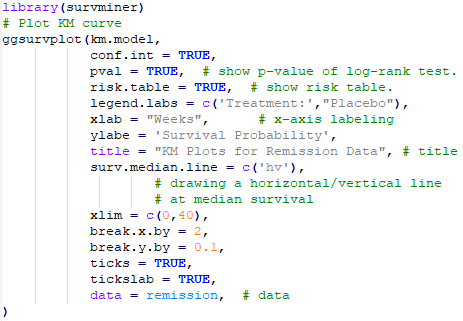 library(survminer)
# Plot KM curve
ggsurvplot(km.model,
conf.int = TRUE,
pval = TRUE,  # show p-value of log-rank test.
risk.table = TRUE,  # show risk table.
legend.labs = c('Treatment:',"Placebo"),
xlab = "Weeks",        # x-axis labeling
ylabe = 'Survival Probability',
title = "KM Plots for Remission Data", # title
surv.median.line = c('hv'),
# drawing a horizontal/vertical line
# at median survival
xlim = c(0,40),
break.x.by = 2,
break.y.by = 0.1,
ticks = TRUE,
tickslab = TRUE,
data = remission,  # data
)